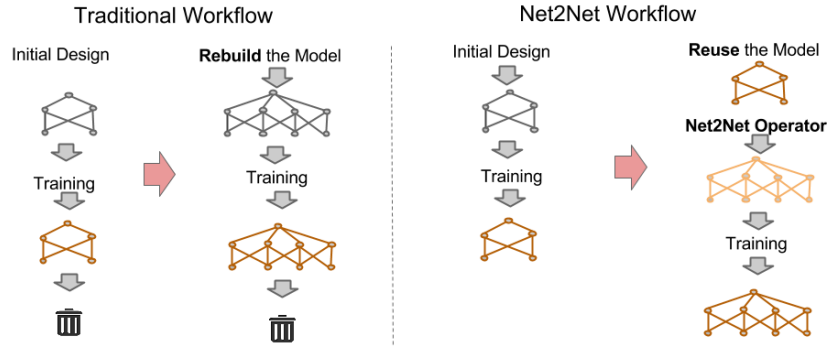 Traditional Workflow
Initial Design
Rebuild the Model
Training
Training
Net2Net Workflow
Initial Design
Reuse the Model
Net2Net Operator
Training
Training